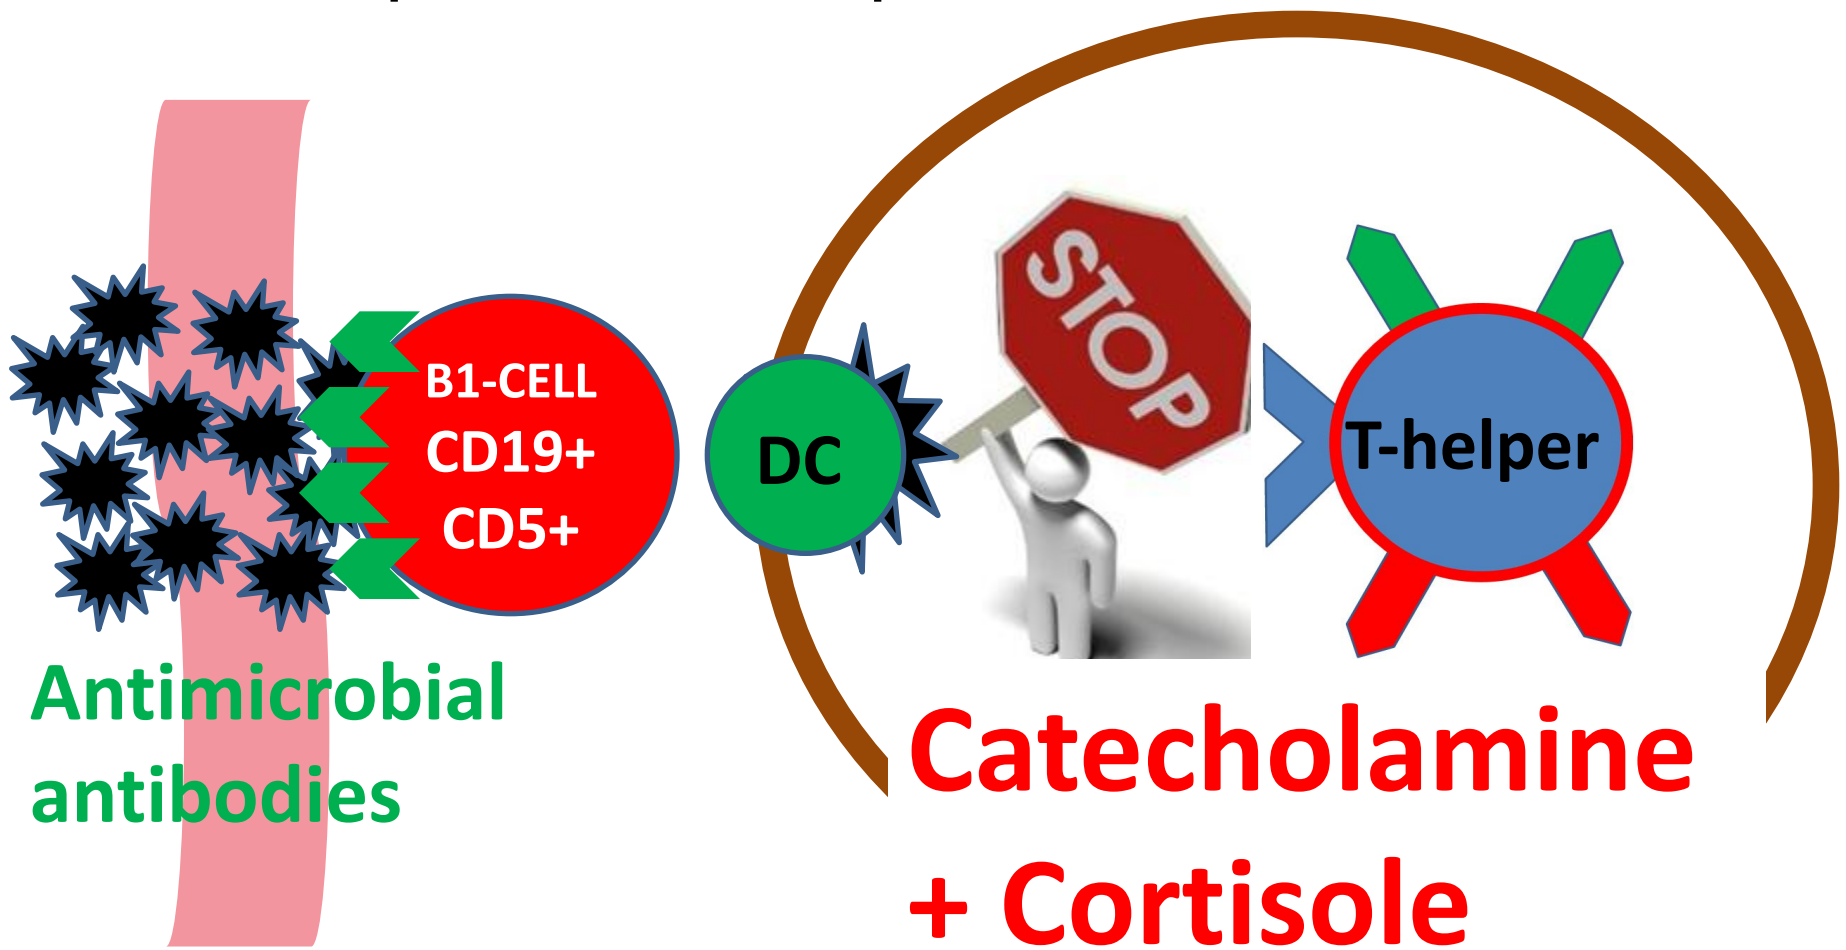 B1-CELL
CD19+
CD5+
DC
STOP
T-helper
Antimicrobial
antibodies
Catecholamine
+ Cortisole